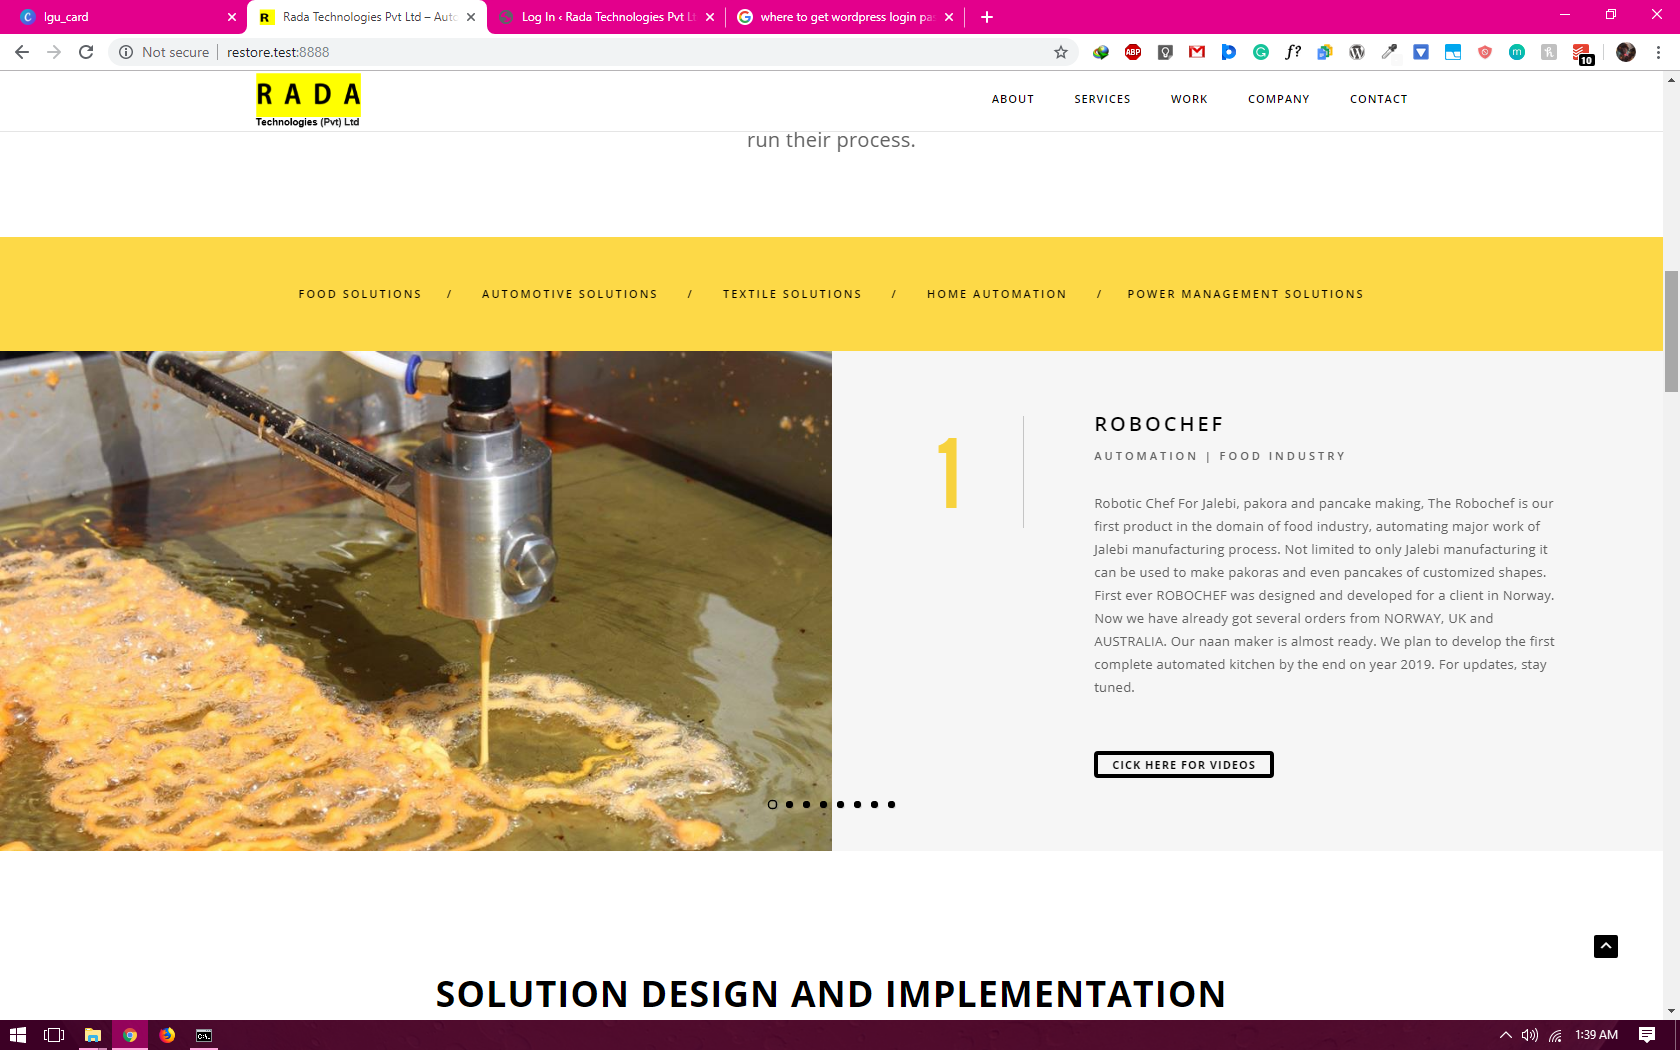 lgu_card
Rada Technologies Pvt Ltd – Auto
Log In ‹ Rada Technologies Pvt Lt
where to get wordpress login pa
Not secure
restore.test:8888
ABP
f?
m
10
RADA
Technologies (Pvt) Ltd
ABOUT
SERVICES
WORK
COMPANY
CONTACT
run their process.
FOOD SOLUTIONS / AUTOMOTIVE SOLUTIONS / TEXTILE SOLUTIONS / HOME AUTOMATION / POWER MANAGEMENT SOLUTIONS
1
ROBOCHEF
AUTOMATION | FOOD INDUSTRY
Robotic Chef For Jalebi, pakora and pancake making, The Robochef is our
first product in the domain of food industry, automating major work of
Jalebi manufacturing process. Not limited to only Jalebi manufacturing it
can be used to make pakoras and even pancakes of customized shapes.
First ever ROBOCHEF was designed and developed for a client in Norway.
Now we have already got several orders from NORWAY, UK and
AUSTRALIA. Our naan maker is almost ready. We plan to develop the first
complete automated kitchen by the end on year 2019. For updates, stay
tuned.
CICK HERE FOR VIDEOS
SOLUTION DESIGN AND IMPLEMENTATION
1:39 AM